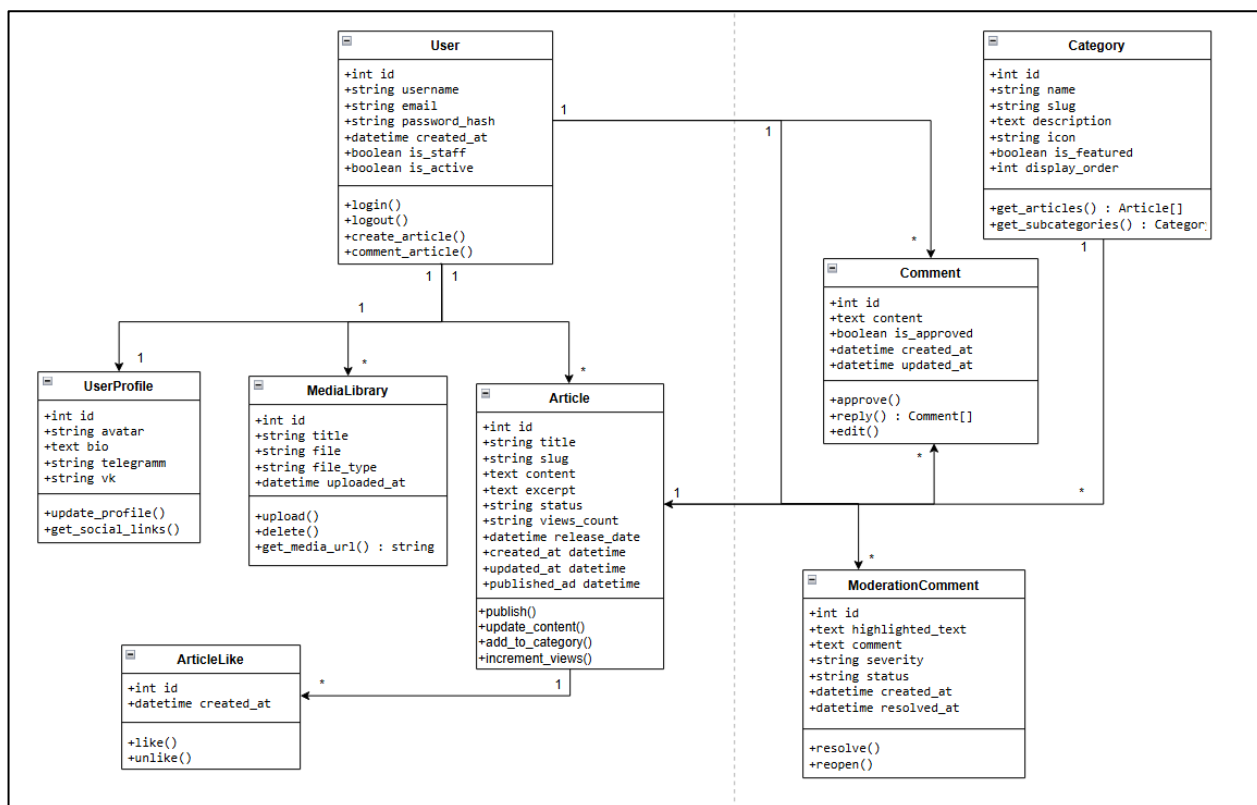 User
+int id
+string username
+string email
+string password_hash
+datetime created_at
+boolean is_staff
+boolean is_active
+login()
+logout()
+create_article()
+comment_article()
1
1
1
1
Category
+int id
+string name
+string slug
+text description
+string icon
+boolean is_featured
+int display_order
+get_articles() : Article[]
+get_subcategories() : Category
1
*
Comment
+int id
+text content
+boolean is_approved
+datetime created_at
+datetime updated_at
+approve()
+reply() : Comment[]
+edit()
*
1
1
*
*
UserProfile
+int id
+string avatar
+text bio
+string telegramm
+string vk
+update_profile()
+get_social_links()
MediaLibrary
+int id
+string title
+string file
+string file_type
+datetime uploaded_at
+upload()
+delete()
+get_media_url() : string
Article
+int id
+string title
+string slug
+text content
+text excerpt
+string status
+string views_count
+datetime release_date
+created_at datetime
+updated_at datetime
+published_ad datetime
+publish()
+update_content()
+add_to_category()
+increment_views()
1
*
*
ModerationComment
+int id
+text highlighted_text
+text comment
+string severity
+string status
+datetime created_at
+datetime resolved_at
+resolve()
+reopen()
ArticleLike
+int id
+datetime created_at
+like()
+unlike()
*
1